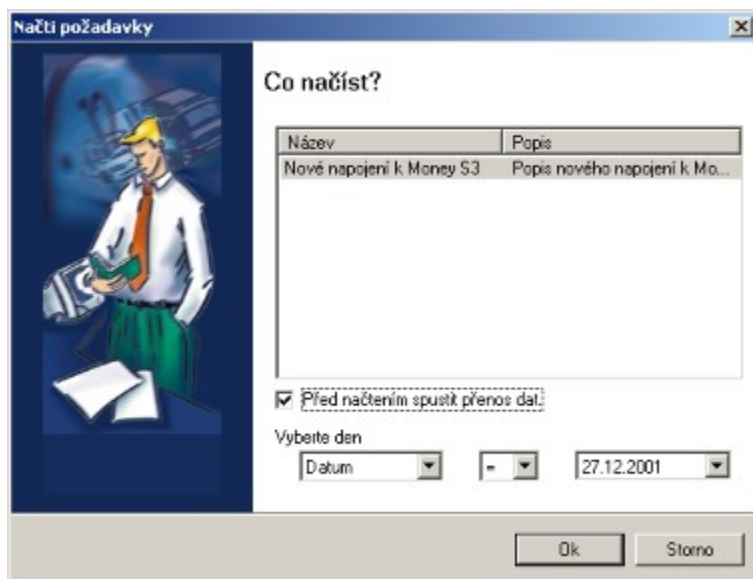 Načti požadavky
Co načíst?
Název Popis
Nové napojení k Money S3 Popis nového napojení k Mo...
Před načtením spustit přenos dat.
Vyberte den
Datum = 27.12.2001
Ok Storno